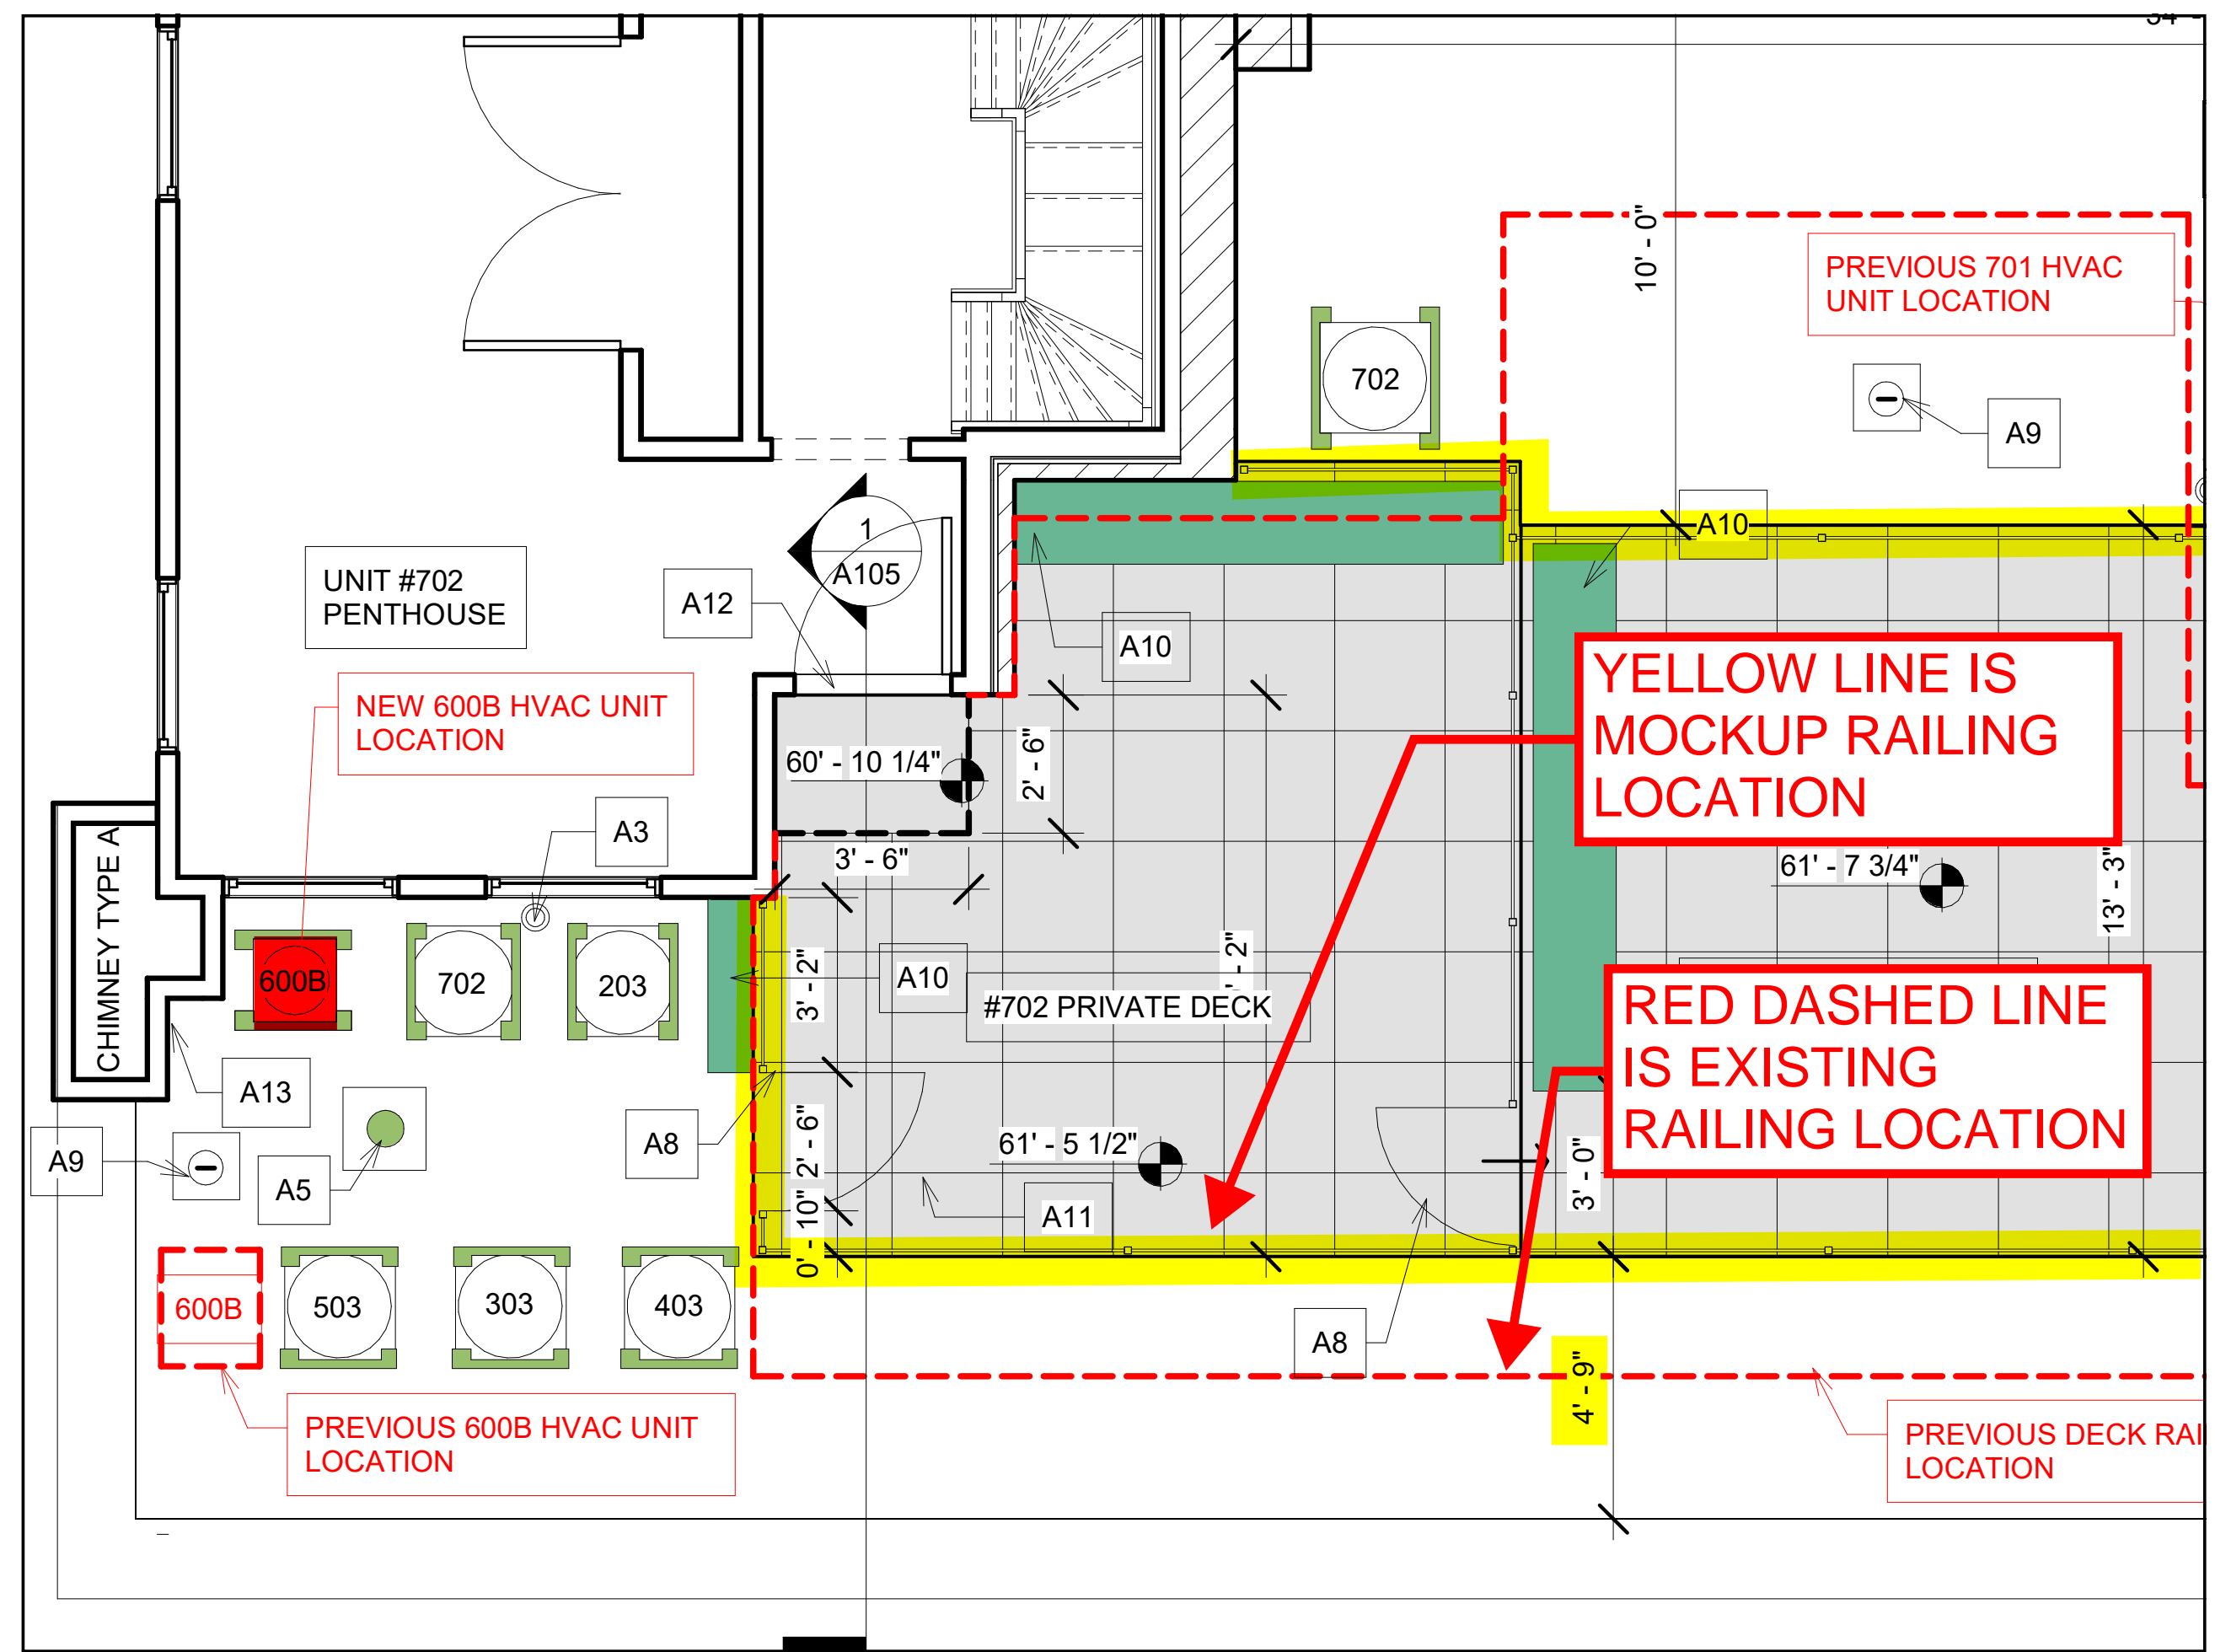 10' - 0"
PREVIOUS 701 HVAC
UNIT LOCATION
702
A9
A10
1
A105
UNIT #702
PENTHOUSE
A12
A10
NEW 600B HVAC UNIT
LOCATION
YELLOW LINE IS
MOCKUP RAILING
LOCATION
60' - 10 1/4"
2' - 6"
A3
3' - 6"
61' - 7 3/4"
13' - 3"
CHIMNEY TYPE A
600B
702
203
3' - 2"
A10
#702 PRIVATE DECK
RED DASHED LINE
IS EXISTING
RAILING LOCATION
A13
A8
61' - 5 1/2"
2' - 6"
3' - 0"
A9
A5
A11
0' - 10"
600B
503
303
403
A8
4' - 9"
PREVIOUS 600B HVAC UNIT
LOCATION
PREVIOUS DECK RAI
LOCATION